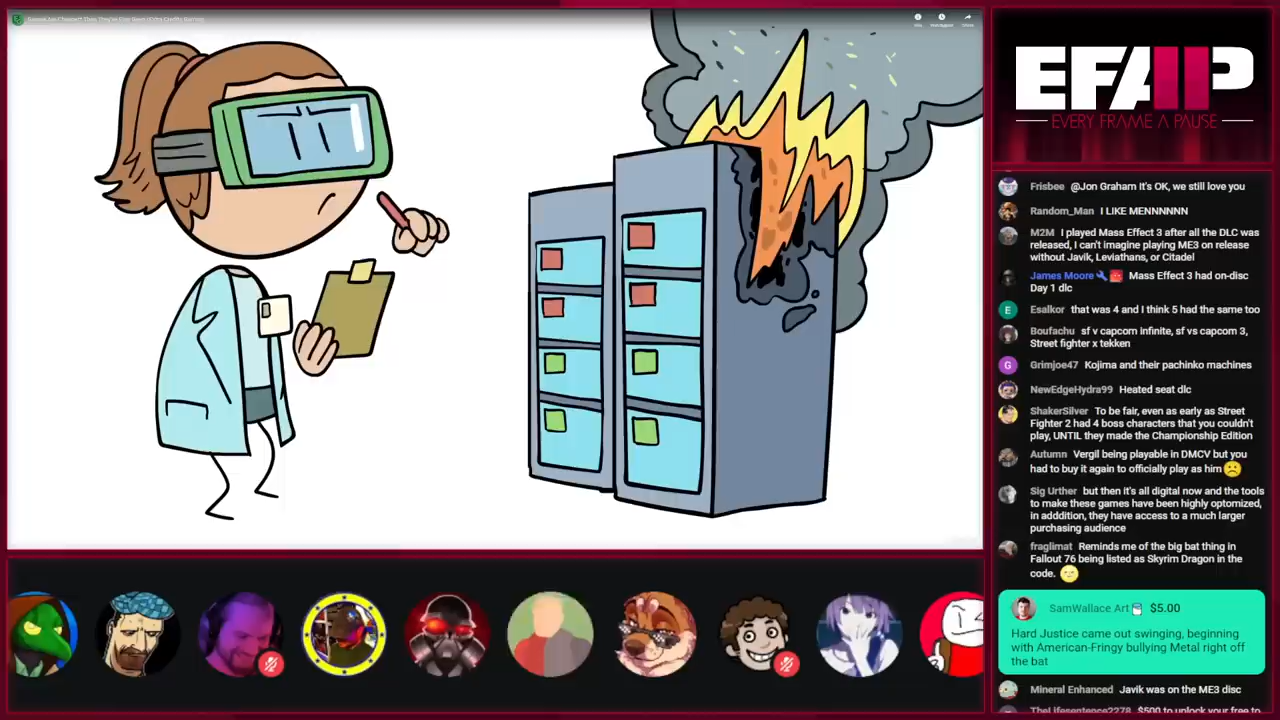 EFAP
EVERY FRAME A PAUSE
Frisbee @Jon Graham It's OK, we still love you
Random_Man I LIKE MENNNNNN
M2M I played Mass Effect 3 after all the DLC was
released, I can't imagine playing ME3 on release
without Javik, Leviathans, or Citadel
James Moore Mass Effect 3 had on-disc
Day 1 dlc
Esalkor that was 4 and I think 5 had the same too
Boufachu sf v capcom infinite, sf vs capcom 3,
Street fighter x tekken
Grimjoe47 Kojima and their pachinko machines
NewEdgeHydra99 Heated seat dlc
ShakerSilver To be fair, even as early as Street
Fighter 2 had 4 boss characters that you couldn't
play, UNTIL they made the Championship Edition
Autumn Vergil being playable in DMCV but you
had to buy it again to officially play as him
Sig Urther but then it's all digital now and the tools
to make these games have been highly optomized,
in adddition, they have access to a much larger
purchasing audience
fraglimat Reminds me of the big bat thing in
Fallout 76 being listed as Skyrim Dragon in the
code.
E
G
SamWallace Art $5.00
Hard Justice came out swinging, beginning
with American-Fringy bullying Metal right off
the bat
Mineral Enhanced Javik was on the ME3 disc
TheLifesentence2278 $500 to unlock your free to